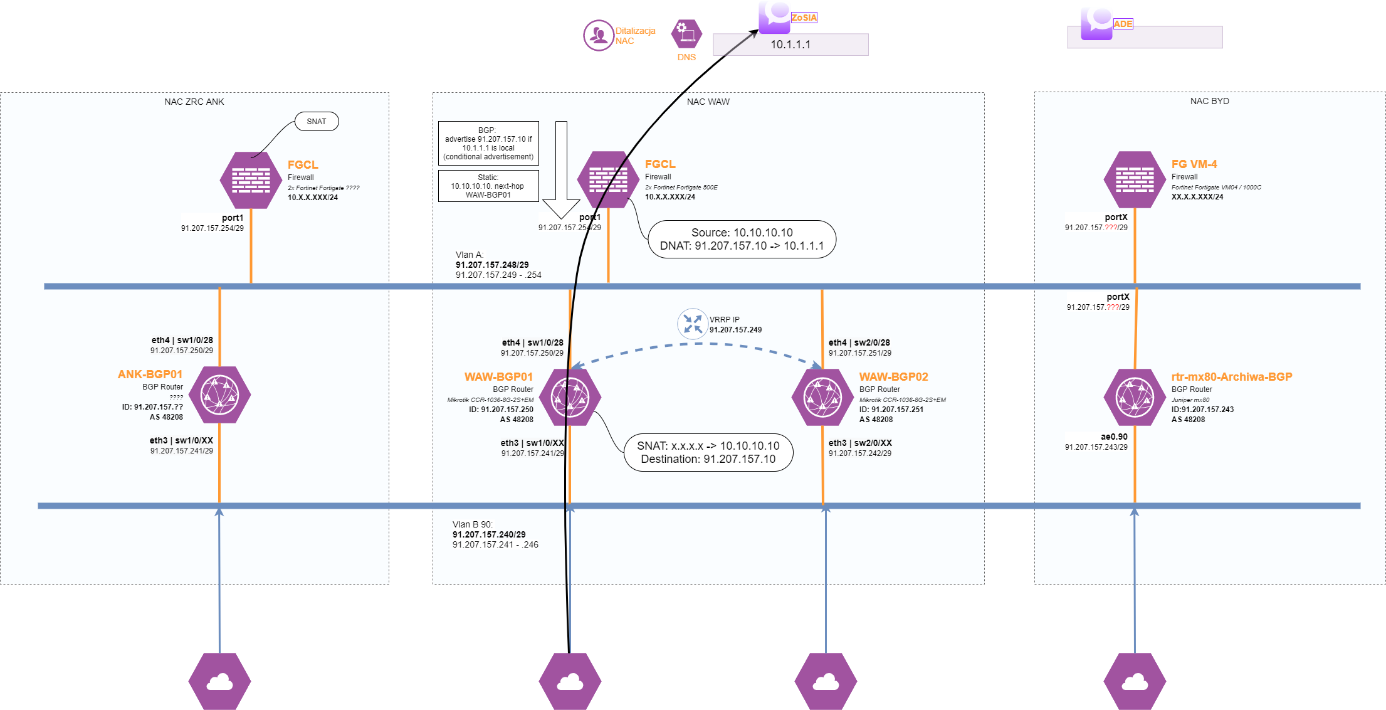 Ditalizacja
NAC
DNS
ZoSIA
10.1.1.1
ADE
NAC ZRC ANK
SNAT
FGCL
Firewall
2x Fortinet Fortigate ????
10.X.X.XXX/24
port1
91.207.157.254/29
NAC WAW
BGP:
advertise 91.207.157.10 if
10.1.1.1 is local
(conditional advertisement)
Static:
10.10.10.10. next-hop
WAW-BGP01
FGCL
Firewall
2x Fortinet Fortigate 800E
10.X.X.XXX/24
port1
91.207.157.254/29
Source: 10.10.10.10
DNAT: 91.207.157.10 -> 10.1.1.1
Vlan A:
91.207.157.248/29
91.207.157.249 - .254
NAC BYD
FG VM-4
Firewall
Fortinet Fortigate VM04 / 1000C
XX.X.X.XXX/24
portX
91.207.157.???/29
portX
91.207.157.???/29
VRRP IP
91.207.157.249
eth4 | sw1/0/28
91.207.157.250/29
ANK-BGP01
BGP Router
????
ID: 91.207.157.??
AS 48208
eth3 | sw1/0/XX
91.207.157.241/29
eth4 | sw1/0/28
91.207.157.250/29
WAW-BGP01
BGP Router
Mikrotik CCR-1036-8G-2S+EM
ID: 91.207.157.250
AS 48208
eth3 | sw1/0/XX
91.207.157.241/29
SNAT: x.x.x.x -> 10.10.10.10
Destination: 91.207.157.10
eth4 | sw2/0/28
91.207.157.251/29
WAW-BGP02
BGP Router
Mikrotik CCR-1036-8G-2S+EM
ID: 91.207.157.251
AS 48208
eth3 | sw2/0/XX
91.207.157.242/29
rtr-mx80-Archiwa-BGP
BGP Router
Juniper mx80
ID:91.207.157.243
AS 48208
ae0.90
91.207.157.243/29
Vlan B 90:
91.207.157.240/29
91.207.157.241 - .246